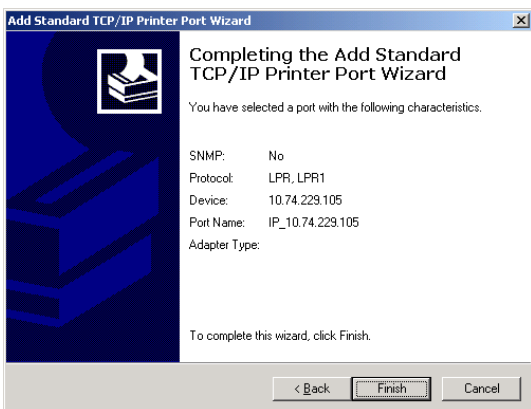 Add Standard TCP/IP Printer Port Wizard
Completing the Add Standard
TCP/IP Printer Port Wizard
You have selected a port with the following characteristics.
SNMP: No
Protocol: LPR, LPR1
Device: 10.74.229.105
Port Name: IP_10.74.229.105
Adapter Type:
To complete this wizard, click Finish.
< Back Finish Cancel